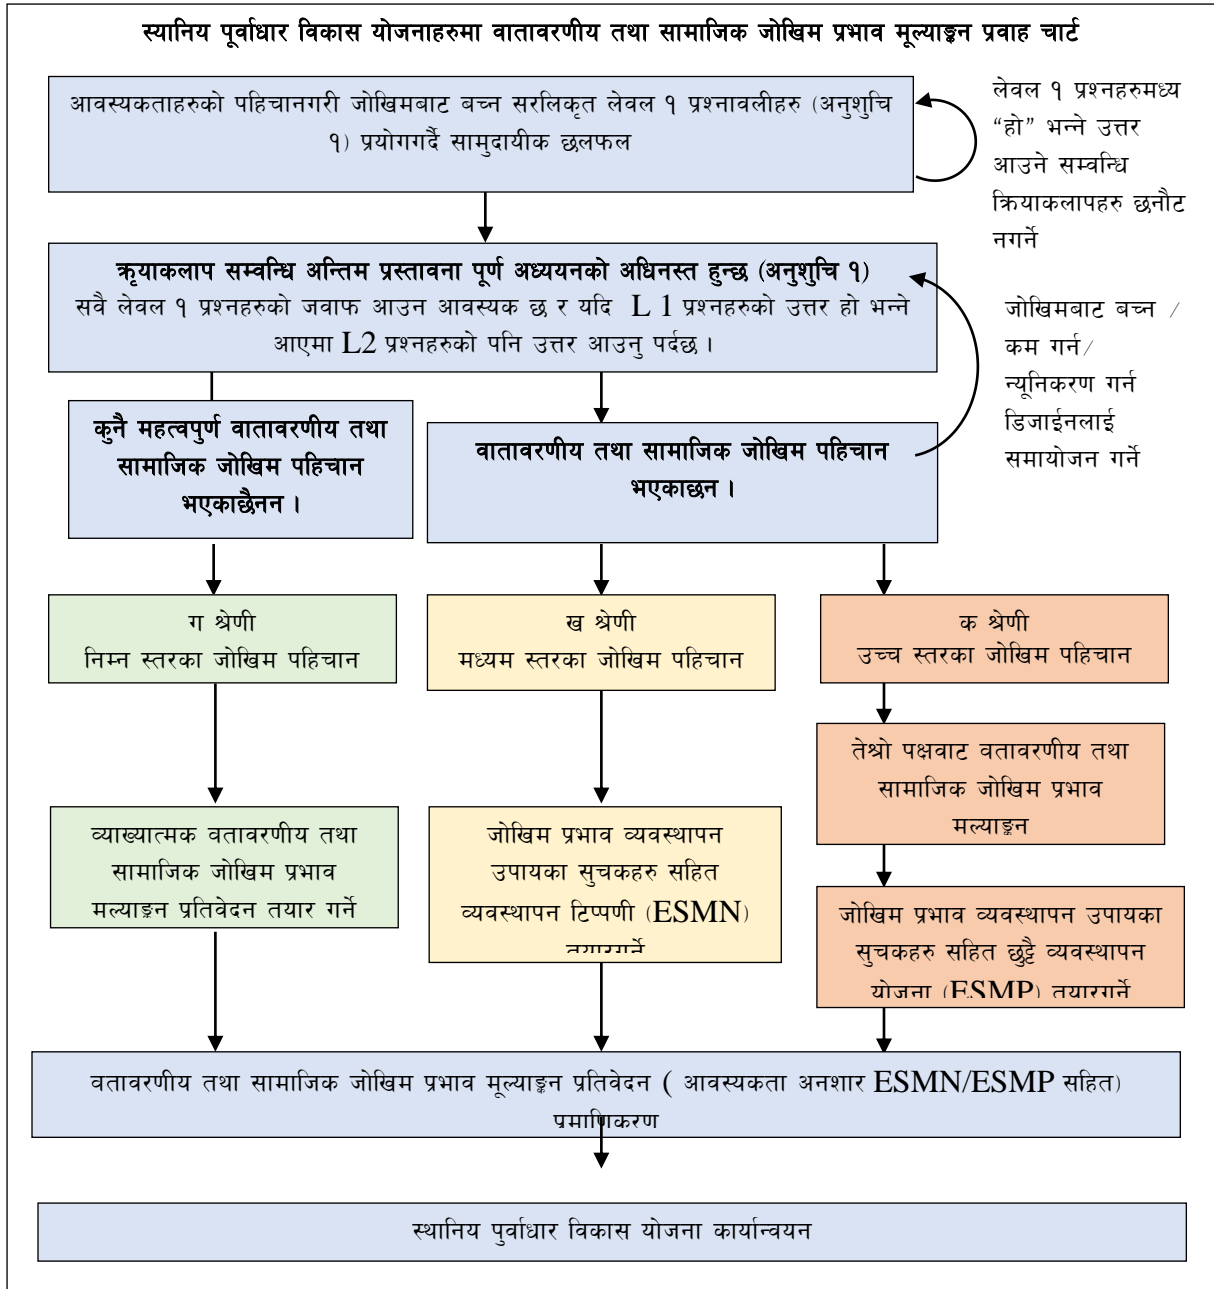 स्यानिय पूर्वाधार विकास योजनाहरुमा वातावरणीय तथा सामाजिक जोखिम प्रभाव मूल्याङ्कन प्रवाह चार्ट
आवस्यकताहरुको पहिचानगरी जोखिमबाट बच्न सरलिकृत लेवल १ प्रश्नावलीहरु (अनुशुचि
१) प्रयोगगर्दै सामुदायीक छलफल
लेवल १ प्रश्नहरुमध्य
“हो” भन्ने उत्तर
आउने सम्वन्धि
क्रियाकलापहरु छनौट
नगर्ने
क्रृयाकलाप सम्वन्धि अन्तिम प्रस्तावना पूर्ण अध्ययनको अधिनस्त हुन्छ (अनुशुचि १)
सवै लेवल १ प्रश्नहरुको जवाफ आउन आवस्यक छ र यदि L 1 प्रश्नहरुको उत्तर हो भन्ने
आएमा L2 प्रश्नहरुको पनि उत्तर आउनु पर्दछ ।
जोखिमबाट बच्न /
कम गर्न/
न्यूनिकरण गर्न
डिजाईनलाई
समायोजन गर्ने
कुनै महत्वपुर्ण वातावरणीय तथा
सामाजिक जोखिम पहिचान
भएकाछैनन ।
वातावरणीय तथा सामाजिक जोखिम पहिचान
भएकाछन ।
ग श्रेणी
निम्न स्तरका जोखिम पहिचान
ख श्रेणी
मध्यम स्तरका जोखिम पहिचान
क श्रेणी
उच्च स्तरका जोखिम पहिचान
तेश्रो पक्षवाट वतावरणीय तथा
सामाजिक जोखिम प्रभाव
मल्याङ्कन
व्याख्यात्मक वतावरणीय तथा
सामाजिक जोखिम प्रभाव
मल्याङ्कन प्रतिवेदन तयार गर्ने
जोखिम प्रभाव व्यवस्थापन
उपायका सुचकहरु सहित
व्यवस्थापन टिप्पणी (ESMN)
तयारगर्ने
जोखिम प्रभाव व्यवस्थापन उपायका
सुचकहरु सहित छुट्टै व्यवस्थापन
योजना (ESMP) तयारगर्ने
वतावरणीय तथा सामाजिक जोखिम प्रभाव मूल्याङ्कन प्रतिवेदन ( आवस्यकता अनशार ESMN/ESMP सहित)
प्रमाणिकरण
स्थानिय पुर्वाधार विकास योजना कार्यान्वयन